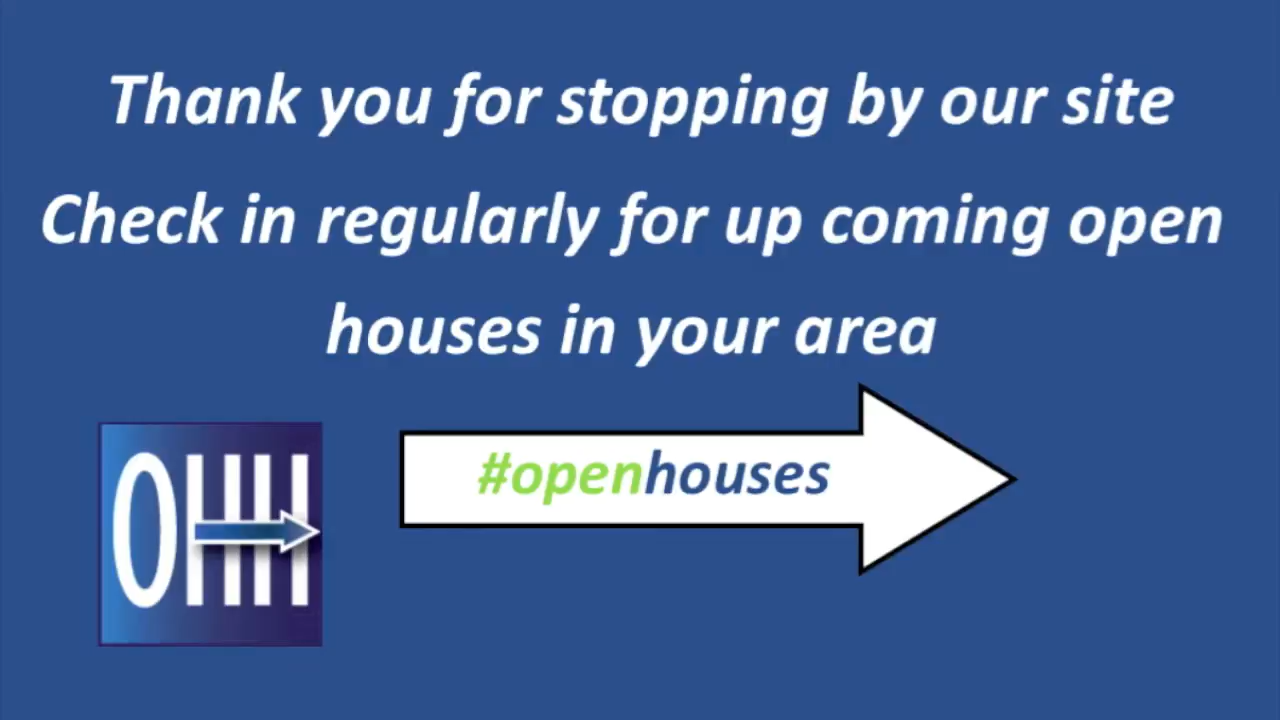 Thank you for stopping by our site
Check in regularly for up coming open
houses in your area
#openhouses
OHH